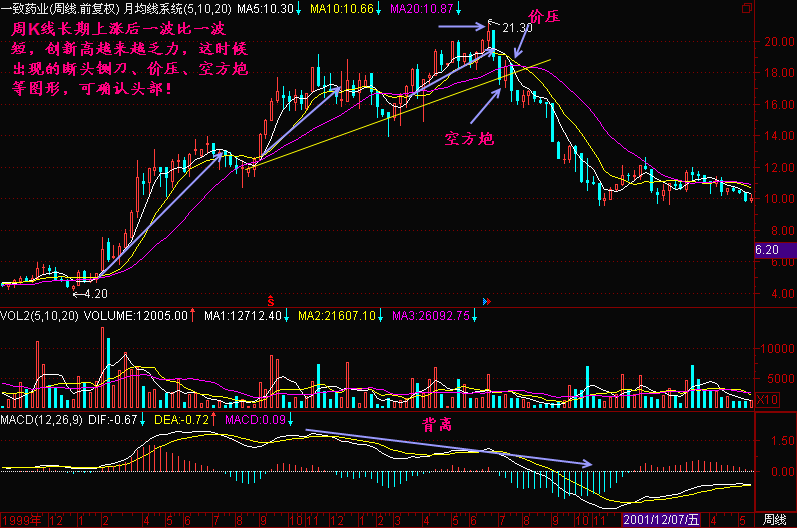 一致药业(周线.前复权) 月均线系统(5,10,20) MA5:10.30↓ MA10:10.66↓ MA20:10.87↓
周K线长期上涨后一波比一波
短，创新高越来越乏力，这时候
出现的断头铡刀、价压、空方炮
等图形，可确认头部！
价压
21.30
空方炮
20.00
18.00
16.00
14.00
12.00
10.00
8.00
6.20
6.00
4.00
4.20
S
VOL2(5,10,20) VOLUME:12005.00↑ MA1:12712.40↓ MA2:21607.10↓ MA3:26092.75↓
10000
5000
X10
MACD(12,26,9) DIF:-0.67↓ DEA:-0.72↑ MACD:0.09↓
背离
1.50
0.00
1999年 12 1 2 4 5 6 7 8 9 10 11 12 1 2 3 4 5 6 7 8 9 10 11 2001/12/07/五 4 5 周线